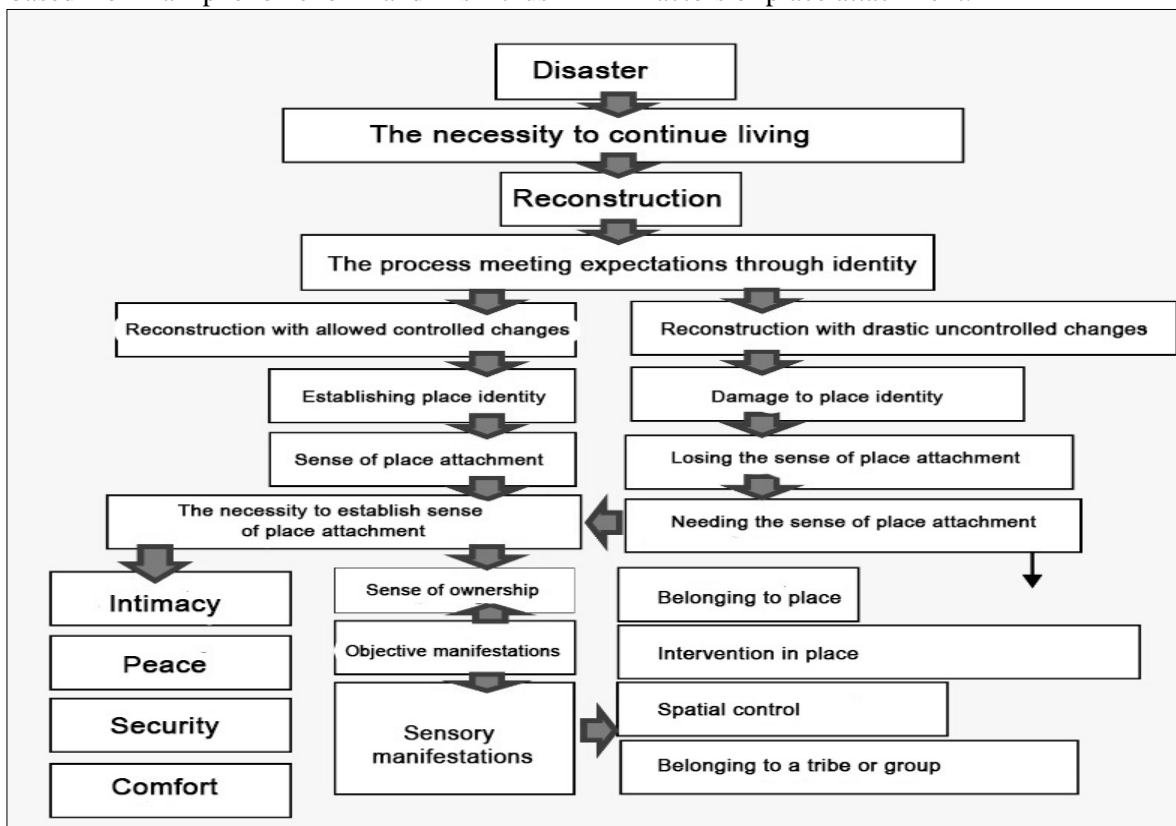 Disaster
The necessity to continue living
Reconstruction
The process meeting expectations through identity
Reconstruction with allowed controlled changes
Reconstruction with drastic uncontrolled changes
Establishing place identity
Damage to place identity
Sense of place attachment
Losing the sense of place attachment
The necessity to establish sense
of place attachment
Needing the sense of place attachment
Intimacy
Peace
Security
Comfort
Sense of ownership
Objective manifestations
Sensory
manifestations
Belonging to place
Intervention in place
Spatial control
Belonging to a tribe or group